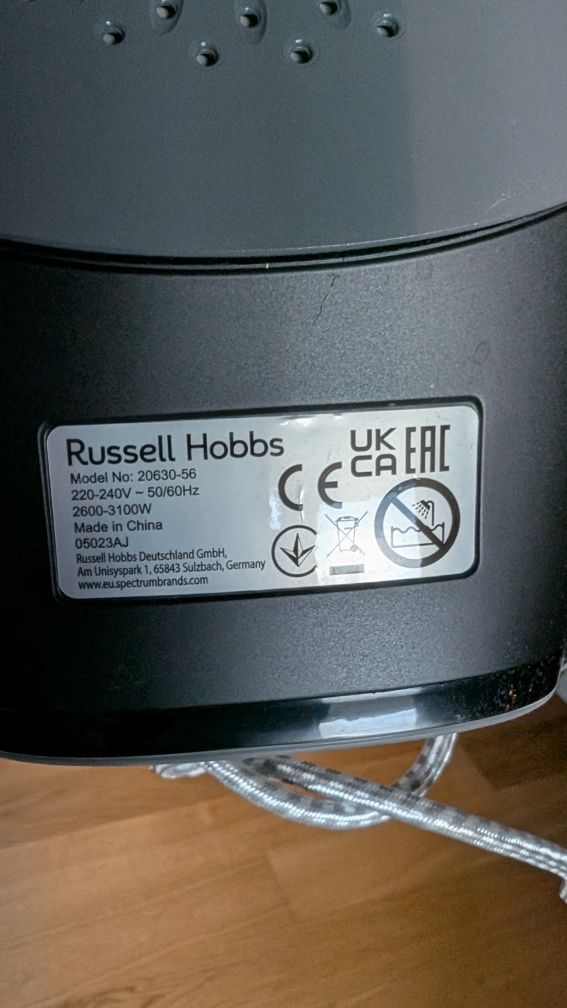 Russell Hobbs
Model No: 20630-56
220-240V ~ 50/60Hz
2600-3100W
Made in China
05023AJ
Russell Hobbs Deutschland GmbH,
Am Unisyspark 1, 65843 Sulzbach, Germany
www.eu.spectrumbrands.com
CE
UK
CA
EAC